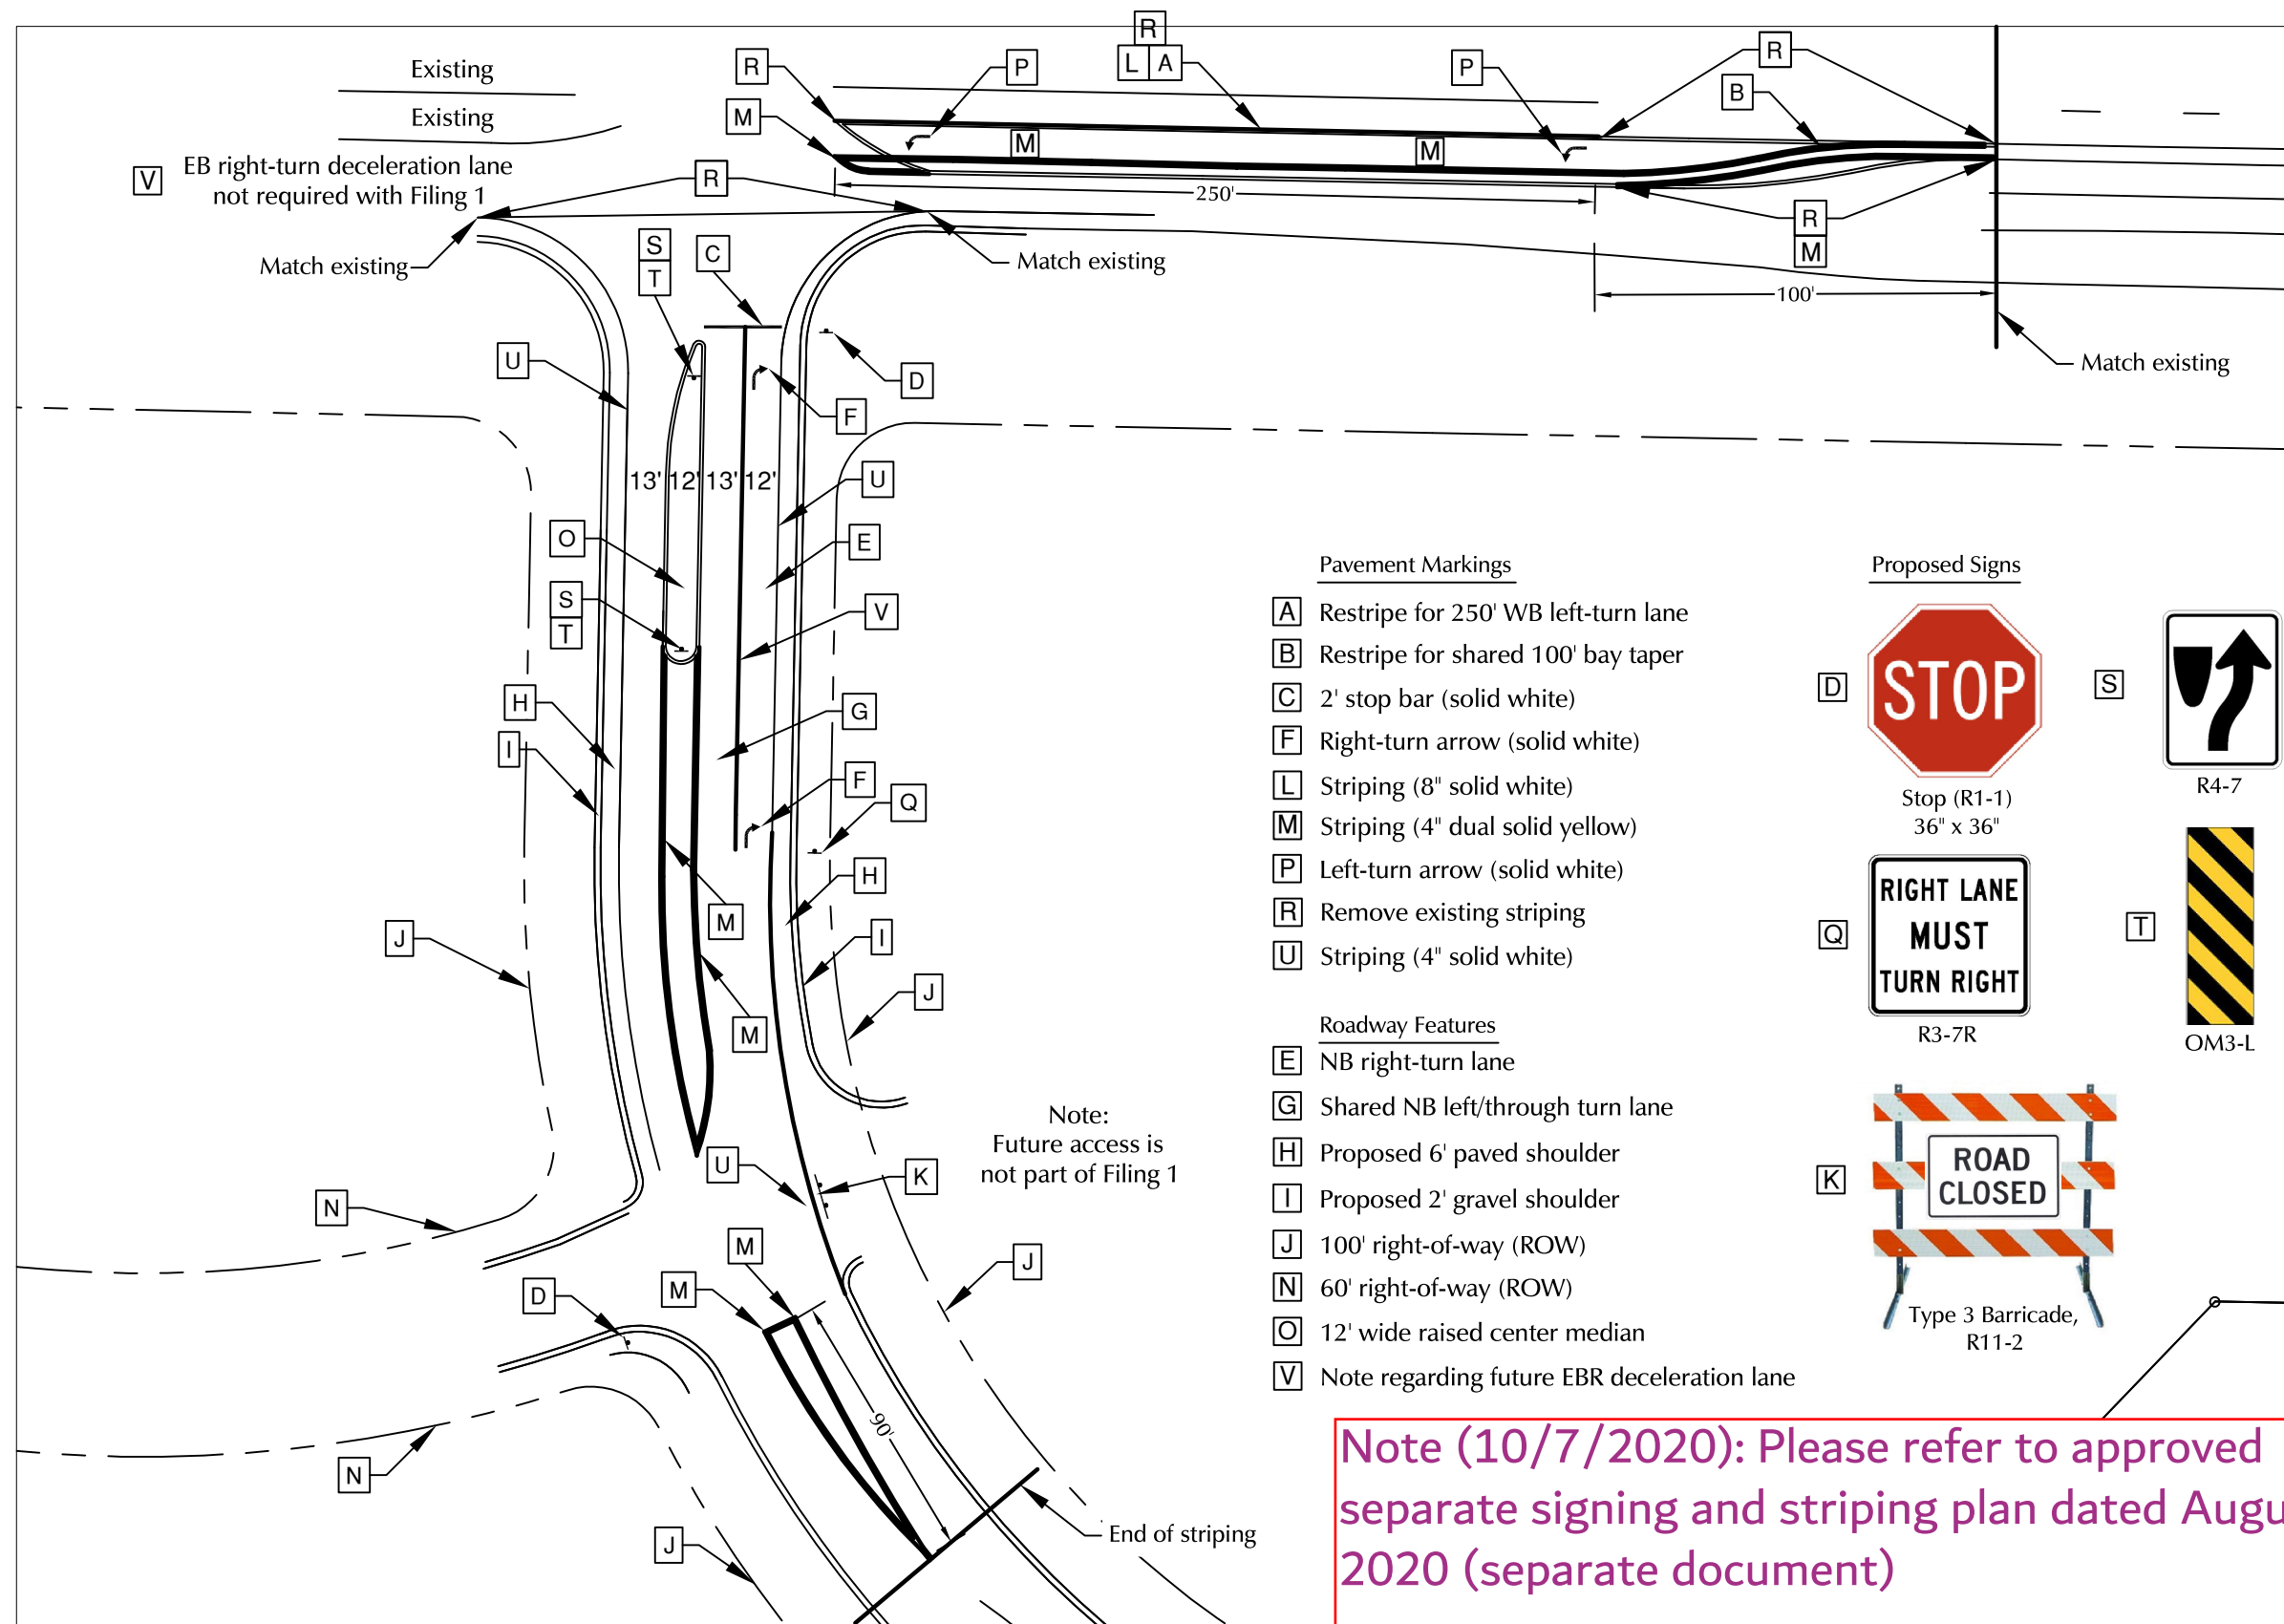 R
L A
Existing
R
P
P
R
B
Existing
M
M
M
V
EB right-turn deceleration lane
not required with Filing 1
R
250'
R
M
S
T
C
Match existing
Match existing
100'
U
D
Match existing
F
13' 12' 13' 12'
U
O
E
S
T
V
H
G
I
F
Q
H
M
J
I
J
M
Note:
Future access is
not part of Filing 1
U
K
N
M
J
D
M
90'
N
J
End of striping
Pavement Markings
A Restripe for 250' WB left-turn lane
B Restripe for shared 100' bay taper
C 2' stop bar (solid white)
F Right-turn arrow (solid white)
L Striping (8" solid white)
M Striping (4" dual solid yellow)
P Left-turn arrow (solid white)
R Remove existing striping
U Striping (4" solid white)
Roadway Features
E NB right-turn lane
G Shared NB left/through turn lane
H Proposed 6' paved shoulder
I Proposed 2' gravel shoulder
J 100' right-of-way (ROW)
N 60' right-of-way (ROW)
O 12' wide raised center median
V Note regarding future EBR deceleration lane
Proposed Signs
D
STOP
Stop (R1-1)
36" x 36"
S
R4-7
Q
RIGHT LANE
MUST
TURN RIGHT
R3-7R
T
OM3-L
K
ROAD
CLOSED
Type 3 Barricade,
R11-2
Note (10/7/2020): Please refer to approved
separate signing and striping plan dated Augu
2020 (separate document)